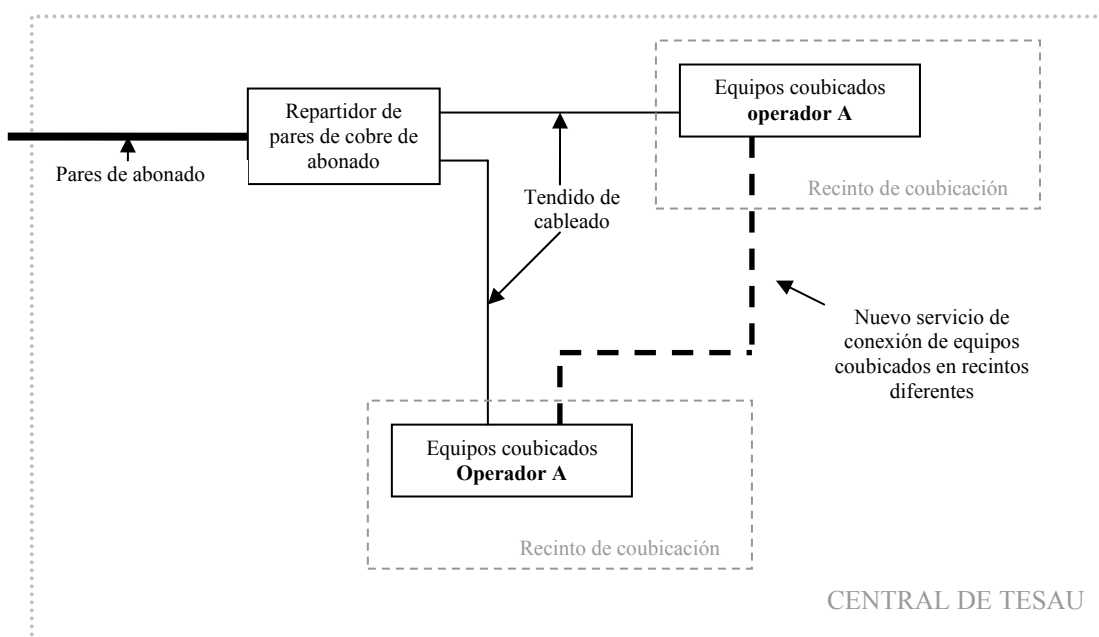 Equipos coubicados
operador A
Recinto de coubicación
Repartidor de
pares de cobre de
abonado
Pares de abonado
Tendido de
cableado
Nuevo servicio de
conexión de equipos
coubicados en recintos
diferentes
Equipos coubicados
Operador A
Recinto de coubicación
CENTRAL DE TESAU